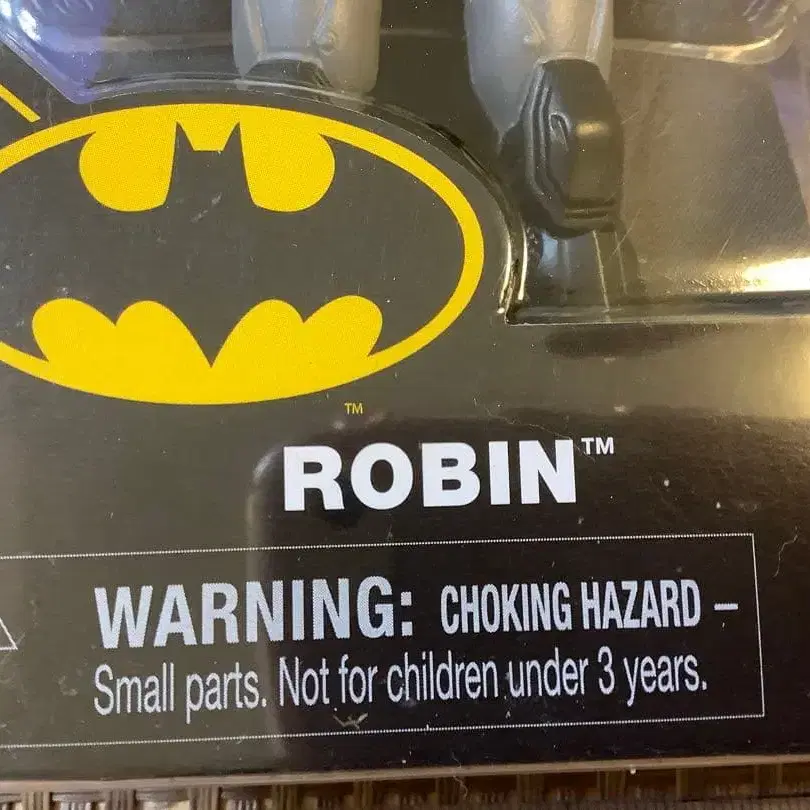 TM
ROBIN™
WARNING: CHOKING HAZARD –
Small parts. Not for children under 3 years.